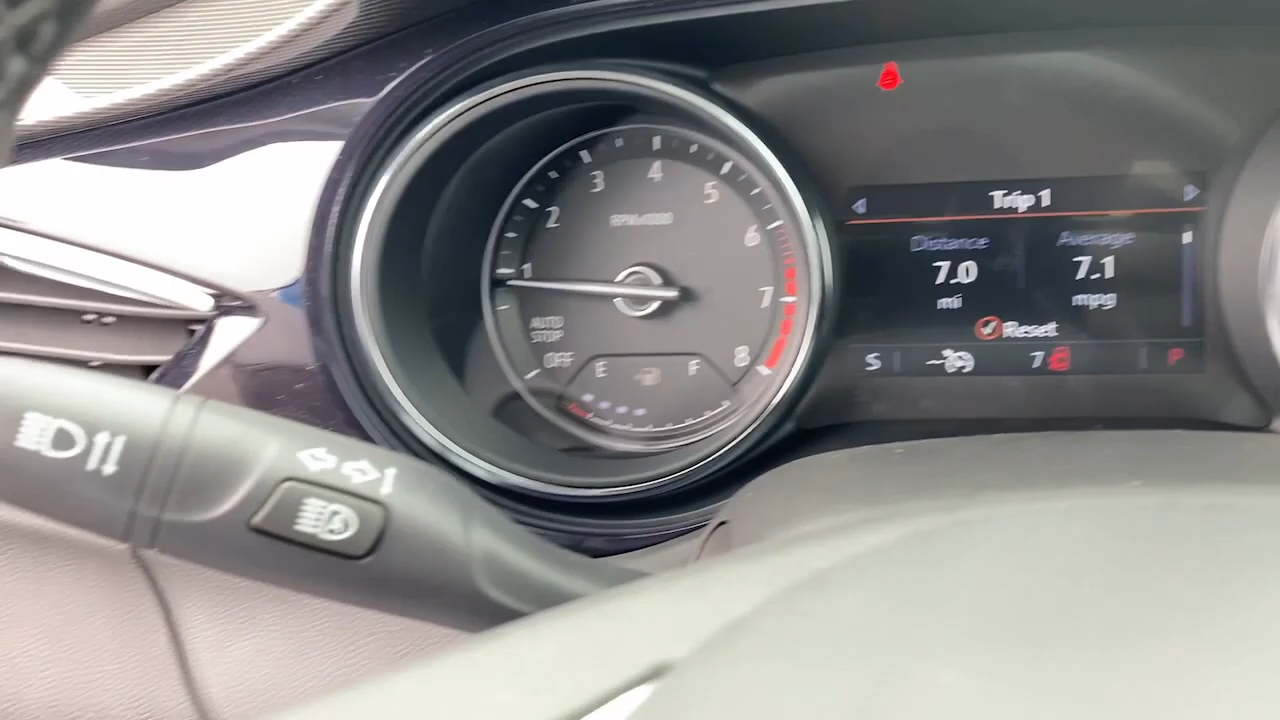 1
2
3
4
5
6
7
8
RPMx1000
AUTO
STOP
OFF
E
F
Trip 1
Distance
Average
7.0
7.1
mi
mpg
Reset
S
7
P